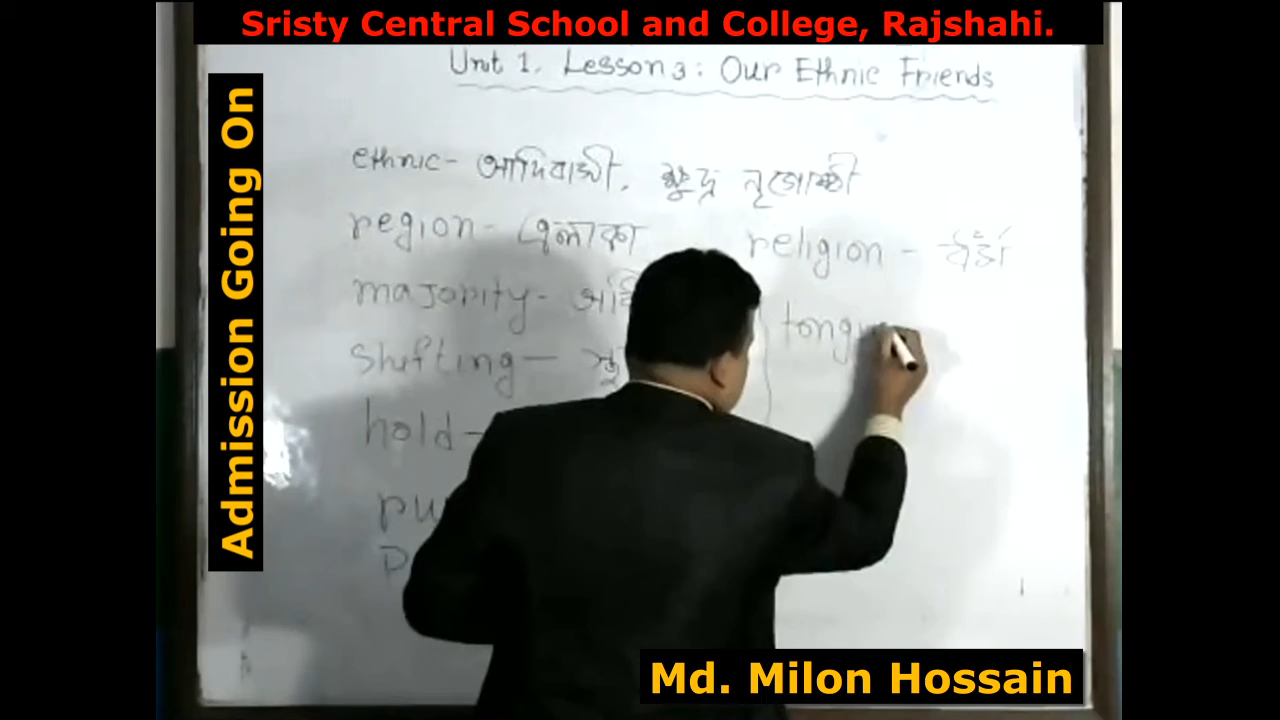 Sristy Central School and College, Rajshahi.
Admission Going On
Unit 1. Lesson 3: Our Ethnic Friends
ethnic- আদিবাসী, ক্ষুদ্র নৃগোষ্ঠী
region- এলাকা
religion - ধর্ম
majority-
tong
Shifting—
hold-
Md. Milon Hossain